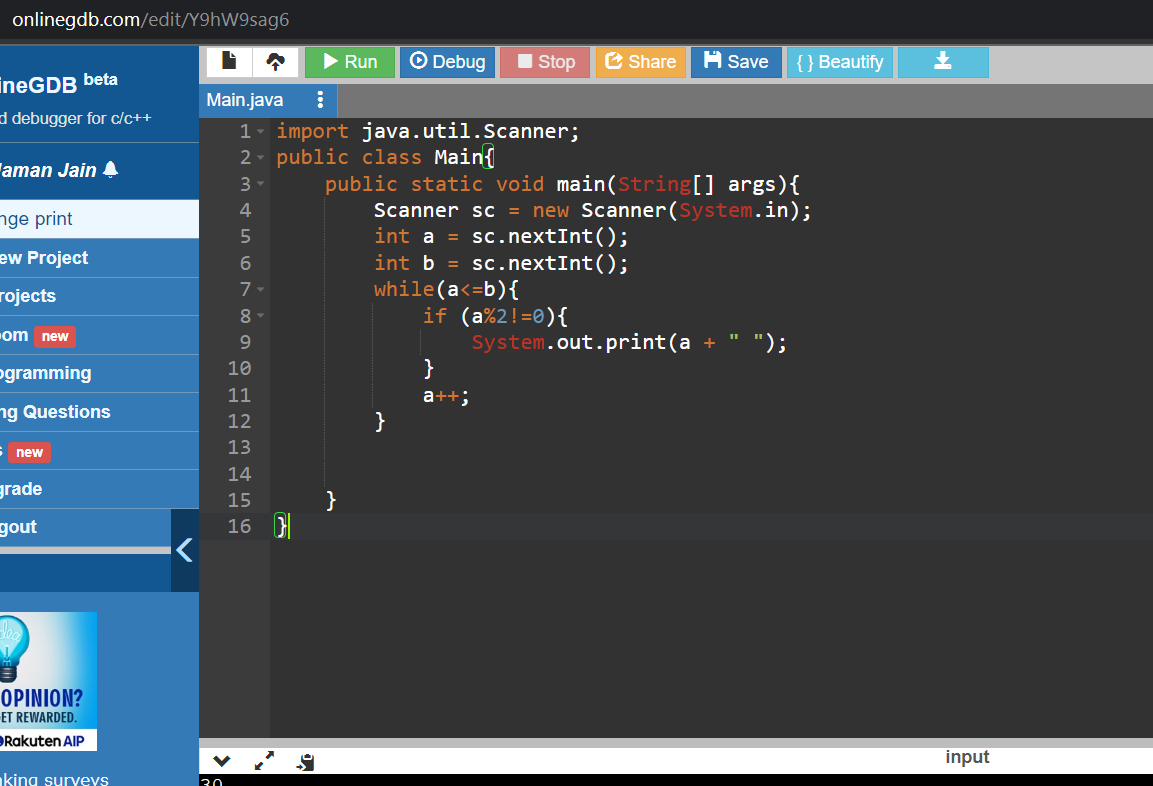 onlinegdb.com/edit/Y9hW9sag6
ineGDB beta
d debugger for c/c++
aman Jain
nge print
ew Project
rojects
om new
ogramming
ng Questions
s new
grade
gout
OPINION?
ET REWARDED.
Rakuten AIP
king surveys
Run
Debug
Stop
Share
Save
{ } Beautify
Main.java
1 import java.util.Scanner;
2 public class Main{
3 public static void main(String[] args){
4 Scanner sc = new Scanner(System.in);
5 int a = sc.nextInt();
6 int b = sc.nextInt();
7 while(a<=b){
8 if (a%2!=0){
9 System.out.print(a + " ");
10 }
11 a++;
12 }
13
14
15 }
16 }
input
30